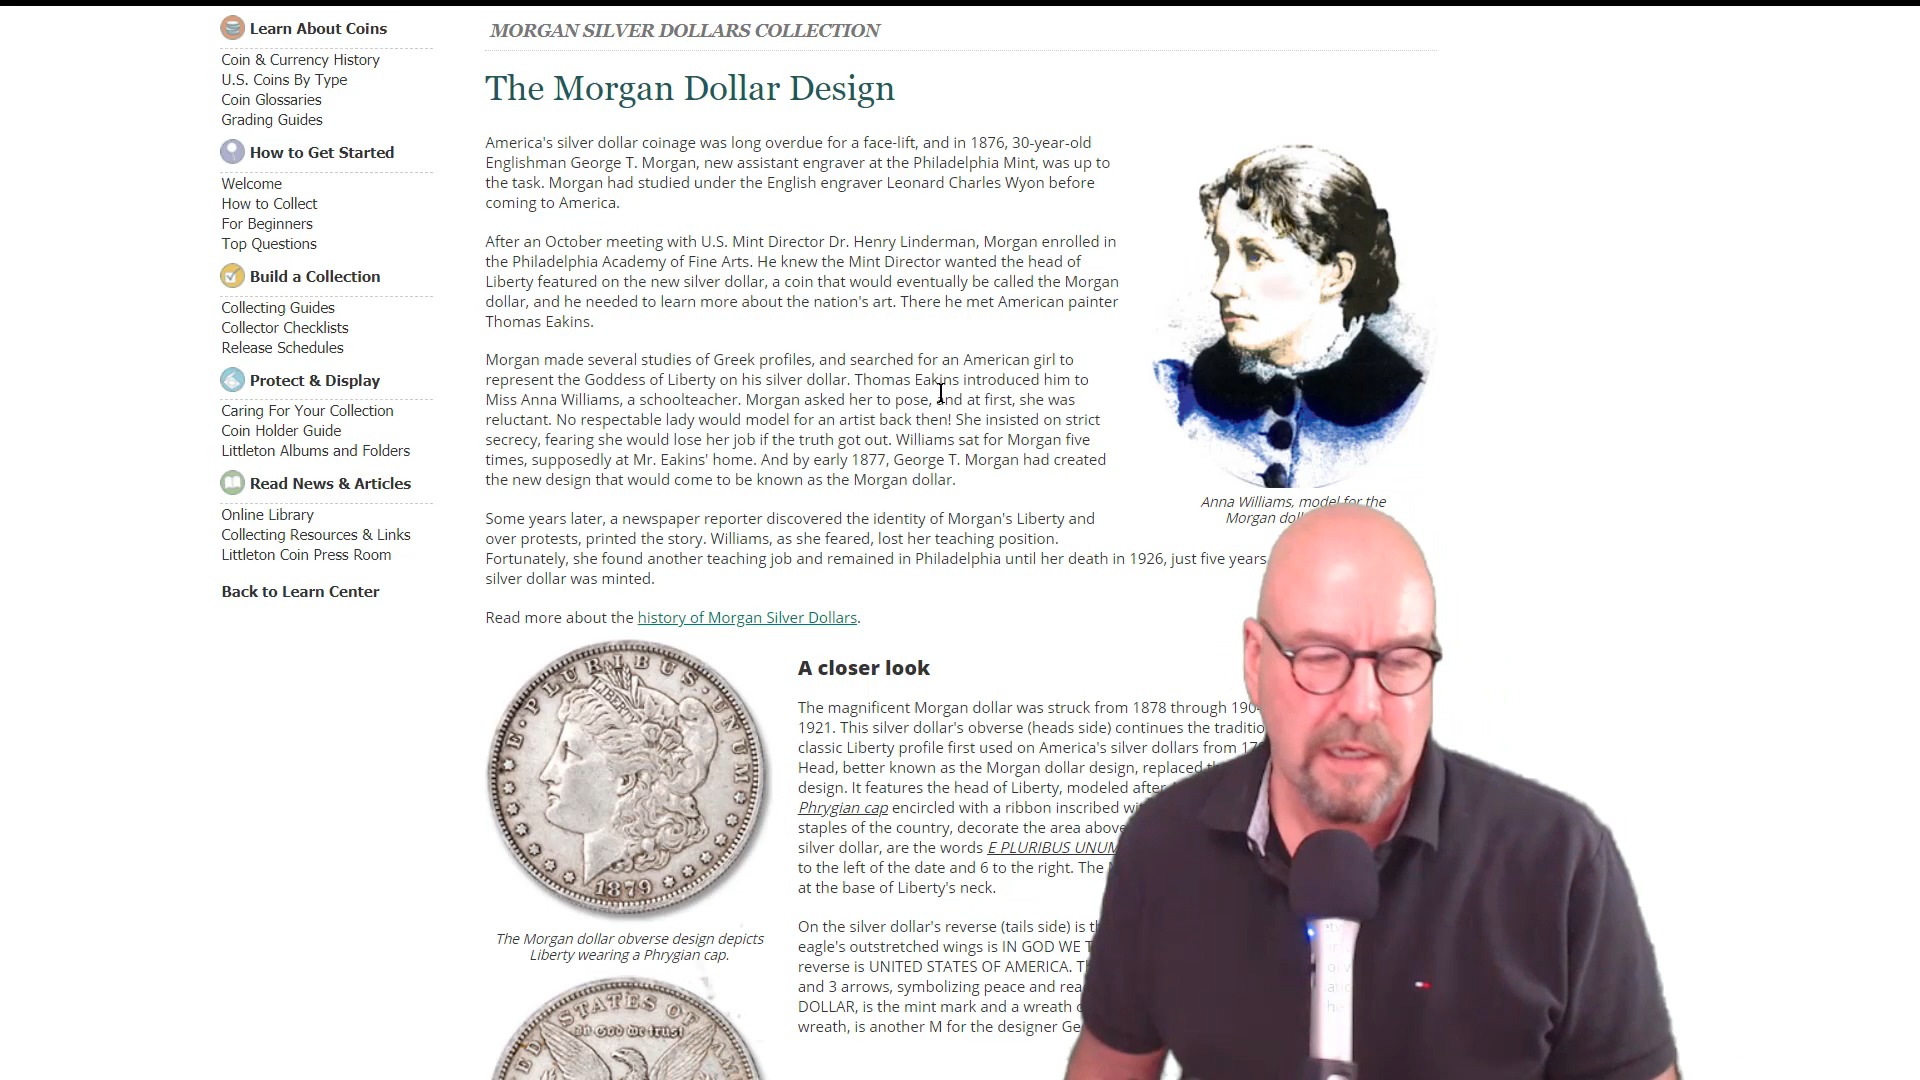 Learn About Coins
Coin & Currency History
U.S. Coins By Type
Coin Glossaries
Grading Guides
How to Get Started
Welcome
How to Collect
For Beginners
Top Questions
Build a Collection
Collecting Guides
Collector Checklists
Release Schedules
Protect & Display
Caring For Your Collection
Coin Holder Guide
Littleton Albums and Folders
Read News & Articles
Online Library
Collecting Resources & Links
Littleton Coin Press Room
Back to Learn Center
MORGAN SILVER DOLLARS COLLECTION
The Morgan Dollar Design
America's silver dollar coinage was long overdue for a face-lift, and in 1876, 30-year-old
Englishman George T. Morgan, new assistant engraver at the Philadelphia Mint, was up to
the task. Morgan had studied under the English engraver Leonard Charles Wyon before
coming to America.
After an October meeting with U.S. Mint Director Dr. Henry Linderman, Morgan enrolled in
the Philadelphia Academy of Fine Arts. He knew the Mint Director wanted the head of
Liberty featured on the new silver dollar, a coin that would eventually be called the Morgan
dollar, and he needed to learn more about the nation's art. There he met American painter
Thomas Eakins.
Morgan made several studies of Greek profiles, and searched for an American girl to
represent the Goddess of Liberty on his silver dollar. Thomas Eakins introduced him to
Miss Anna Williams, a schoolteacher. Morgan asked her to pose, and at first, she was
reluctant. No respectable lady would model for an artist back then! She insisted on strict
secrecy, fearing she would lose her job if the truth got out. Williams sat for Morgan five
times, supposedly at Mr. Eakins' home. And by early 1877, George T. Morgan had created
the new design that would come to be known as the Morgan dollar.
Anna Williams, model for the
Morgan
Some years later, a newspaper reporter discovered the identity of Morgan's Liberty and
over protests, printed the story. Williams, as she feared, lost her teaching position.
Fortunately, she found another teaching job and remained in Philadelphia until her death in 1926, just five years
silver dollar was minted.
Read more about the history of Morgan Silver Dollars.
E·PLURIBUS·UNUM
LIBERTY
1879
The Morgan dollar obverse design depicts
Liberty wearing a Phrygian cap.
STATES OF
In God we trust
A closer look
The magnificent Morgan dollar was struck from 1878 through
1921. This silver dollar's obverse (heads side) continues the
classic Liberty profile first used on America's silver dollars from
Head, better known as the Morgan dollar design, replaced
design. It features the head of Liberty, modeled after
Phrygian cap encircled with a ribbon inscribed
staples of the country, decorate the area above
silver dollar, are the words E PLURIBUS UNUM
to the left of the date and 6 to the right. The
at the base of Liberty's neck.
On the silver dollar's reverse (tails side) is
eagle's outstretched wings is IN GOD WE
reverse is UNITED STATES OF AMERICA.
and 3 arrows, symbolizing peace and
DOLLAR, is the mint mark and a wreath
wreath, is another M for the designer